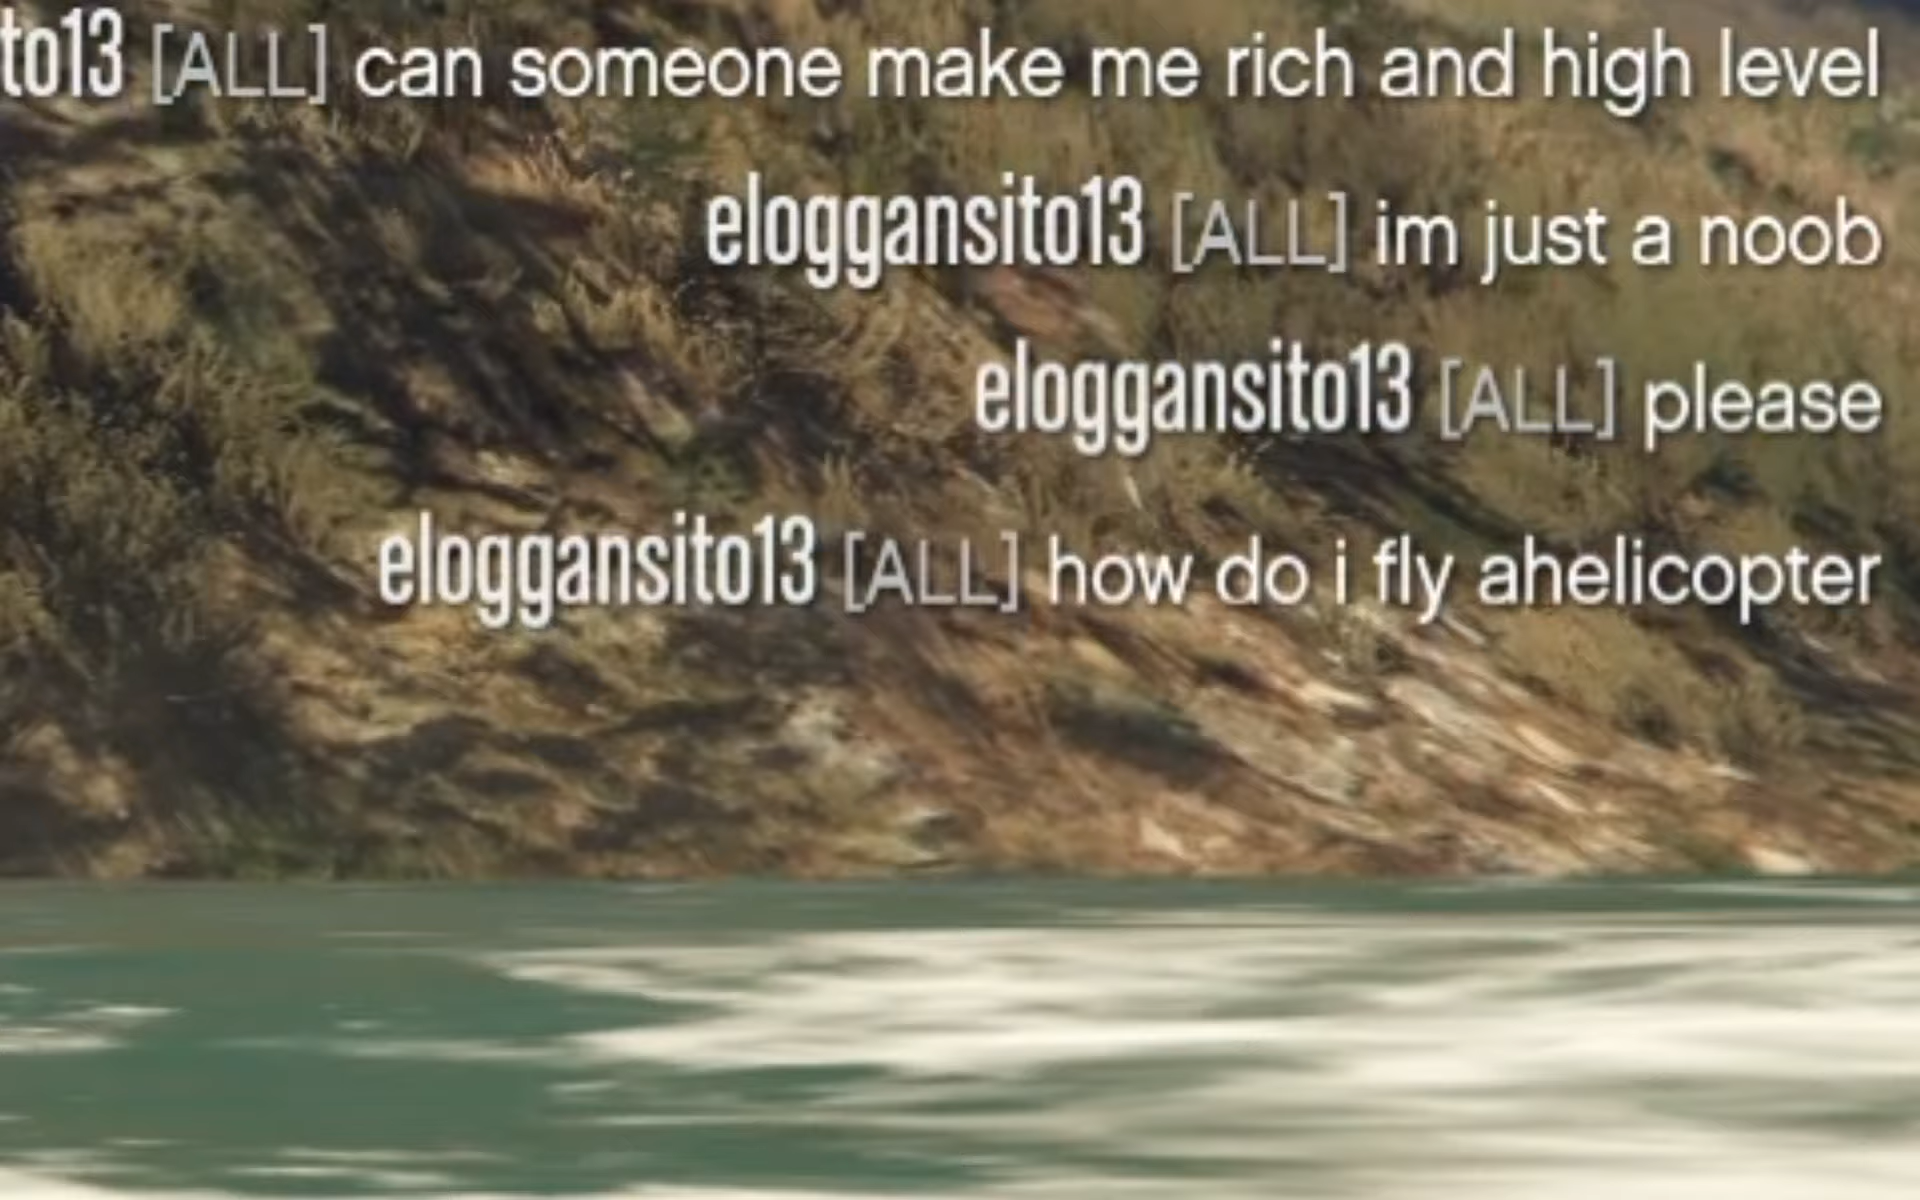 to13 [ALL] can someone make me rich and high level
eloggansito13 [ALL] im just a noob
eloggansito13 [ALL] please
eloggansito13 [ALL] how do i fly ahelicopter